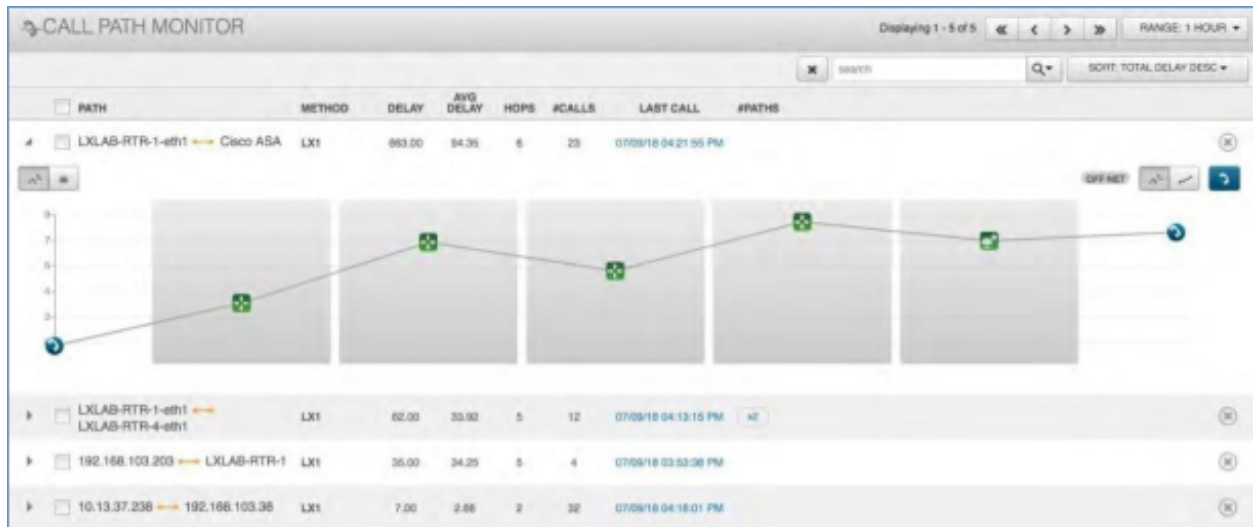 CALL PATH MONITOR
Displaying 1 - 5 of 5
RANGE: 1 HOUR
search
SORT: TOTAL DELAY DESC
PATH METHOD DELAY AVG DELAY HOPS #CALLS LAST CALL #PATHS
LXLAB-RTR-1-eth1 Cisco ASA LX1 94.35 6 23 07/09/18 04:21:55 PM
OFF NET
9
7
5
4
2
LXLAB-RTR-1-eth1
LXLAB-RTR-4-eth1
LX1 62.00 33.92 5 12 07/09/18 04:13:15 PM x2
192.168.103.203 LXLAB-RTR-1 LX1 35.00 5 4 07/09/18 03:53:38 PM
10.13.37.238 192.168.103.38 LX1 7.00 2 32 07/09/18 04:18:01 PM